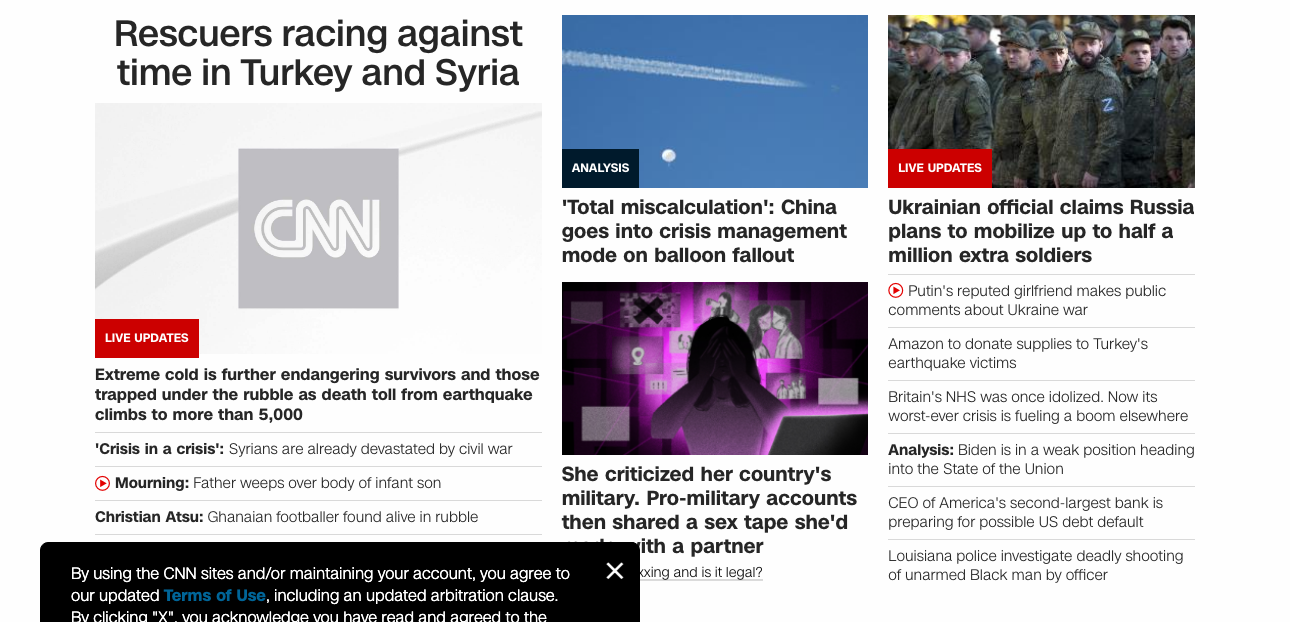 Rescuers racing against
time in Turkey and Syria
CNN
LIVE UPDATES
Extreme cold is further endangering survivors and those
trapped under the rubble as death toll from earthquake
climbs to more than 5,000
'Crisis in a crisis': Syrians are already devastated by civil war
Mourning: Father weeps over body of infant son
Christian Atsu: Ghanaian footballer found alive in rubble
By using the CNN sites and/or maintaining your account, you agree to
our updated Terms of Use, including an updated arbitration clause.
By clicking "X", you acknowledge you have read and agreed to the
ANALYSIS
'Total miscalculation': China
goes into crisis management
mode on balloon fallout
She criticized her country's
military. Pro-military accounts
then shared a sex tape she'd
with a partner
and is it legal?
Z
LIVE UPDATES
Ukrainian official claims Russia
plans to mobilize up to half a
million extra soldiers
Putin's reputed girlfriend makes public
comments about Ukraine war
Amazon to donate supplies to Turkey's
earthquake victims
Britain's NHS was once idolized. Now its
worst-ever crisis is fueling a boom elsewhere
Analysis: Biden is in a weak position heading
into the State of the Union
CEO of America's second-largest bank is
preparing for possible US debt default
Louisiana police investigate deadly shooting
of unarmed Black man by officer